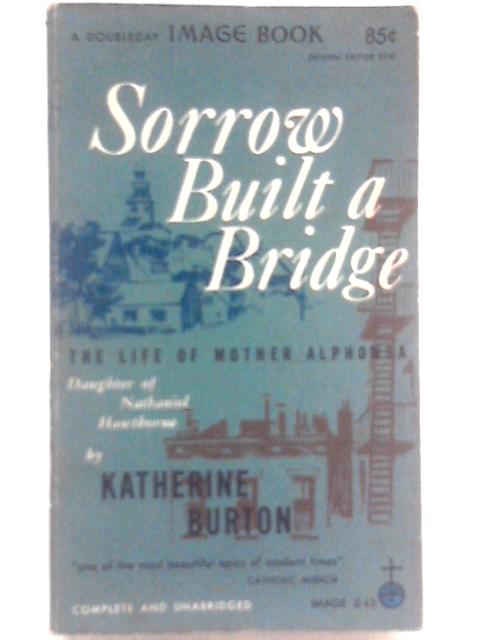 A DOUBLEDAY IMAGE BOOK 85¢
ORIGINAL EDITION
Sorrow
Built a
Bridge
THE LIFE OF MOTHER ALPHONSA
Daughter of
Nathaniel
Hawthorne
by
KATHERINE
BURTON
"one of the most beautiful epics of modern times"
CATHOLIC MIRROR
COMPLETE AND UNABRIDGED IMAGE D43